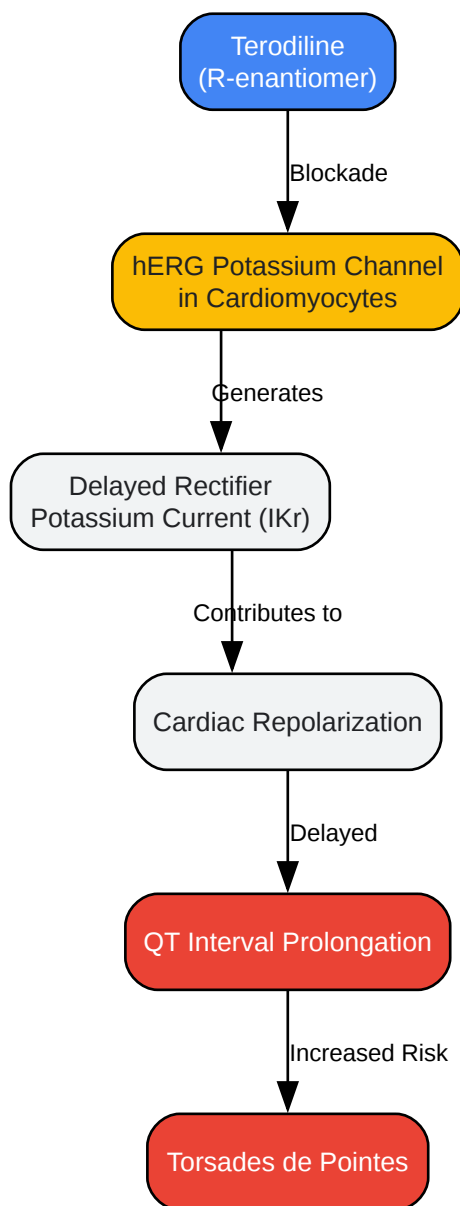 Terodiline
(R-enantiomer)
Blockade
hERG Potassium Channel
in Cardiomyocytes
Generates
Delayed Rectifier
Potassium Current (IKr)
Contributes to
Cardiac Repolarization
Delayed
QT Interval Prolongation
Increased Risk
Torsades de Pointes